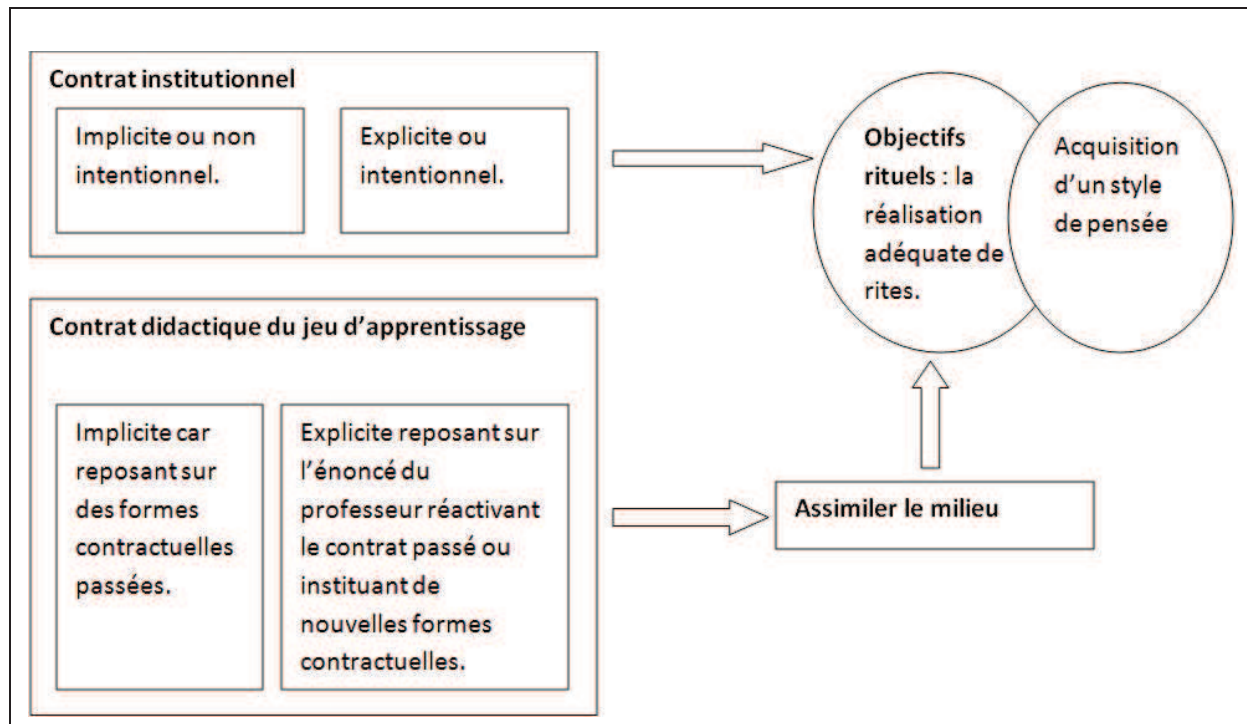 Contrat institutionnel
Implicite ou non
intentionnel.
Explicite ou
intentionnel.
Objectifs
rituels : la
réalisation
adéquate de
rites.
Acquisition
d'un style
de pensée
Contrat didactique du jeu d'apprentissage
Implicite car
reposant sur
des formes
contractuelles
passées.
Explicite reposant sur
l'énoncé du
professeur réactivant
le contrat passé ou
instituant de
nouvelles formes
contractuelles.
Assimiler le milieu